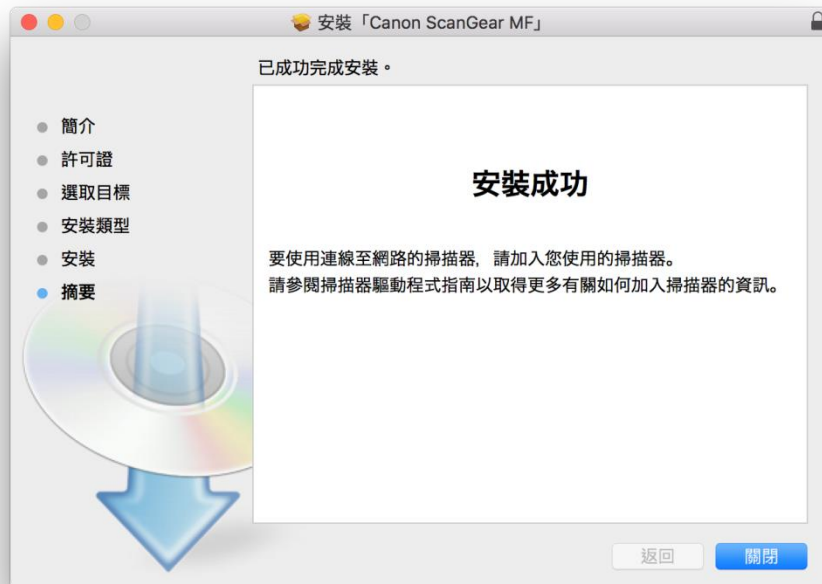 安裝「Canon ScanGear MF」
已成功完成安裝。
簡介
許可證
選取目標
安裝類型
安裝
摘要
安裝成功
要使用連線至網路的掃描器，請加入您使用的掃描器。
請參閱掃描器驅動程式指南以取得更多有關如何加入掃描器的資訊。
返回
關閉